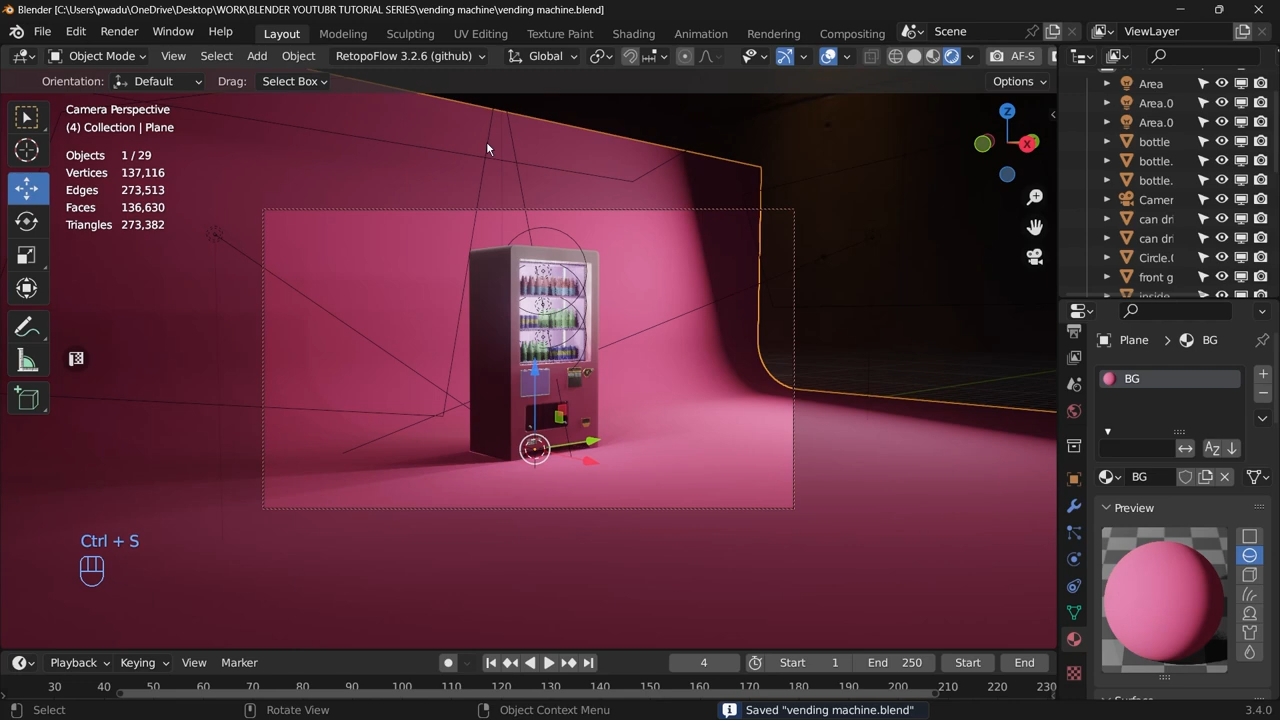 Blender [C:\Users\pwadu\OneDrive\Desktop\WORK\BLENDER YOUTUBR TUTORIAL SERIES\vending machine\vending machine.blend]
File Edit Render Window Help Layout Modeling Sculpting UV Editing Texture Paint Shading Animation Rendering Compositing Scene ViewLayer
Object Mode View Select Add Object RetopoFlow 3.2.6 (github) Global AF-S
Orientation: Default Drag: Select Box Options
Camera Perspective
(4) Collection | Plane
Objects 1 / 29
Vertices 137,116
Edges 273,513
Faces 136,630
Triangles 273,382
Z
X
Area
Area.0
Area.0
bottle
bottle.
bottle.
Camer
can dri
can dri
Circle.(
front g
inside
Plane > BG
BG
BG
Preview
Surface
Ctrl + S
Playback Keying View Marker 4 Start 1 End 250 Start End
30 40 50 60 70 80 90 100 110 120 130 140 150 160 170 180 190 200 210 220 230
Select Rotate View Object Context Menu Saved "vending machine.blend" 3.4.0